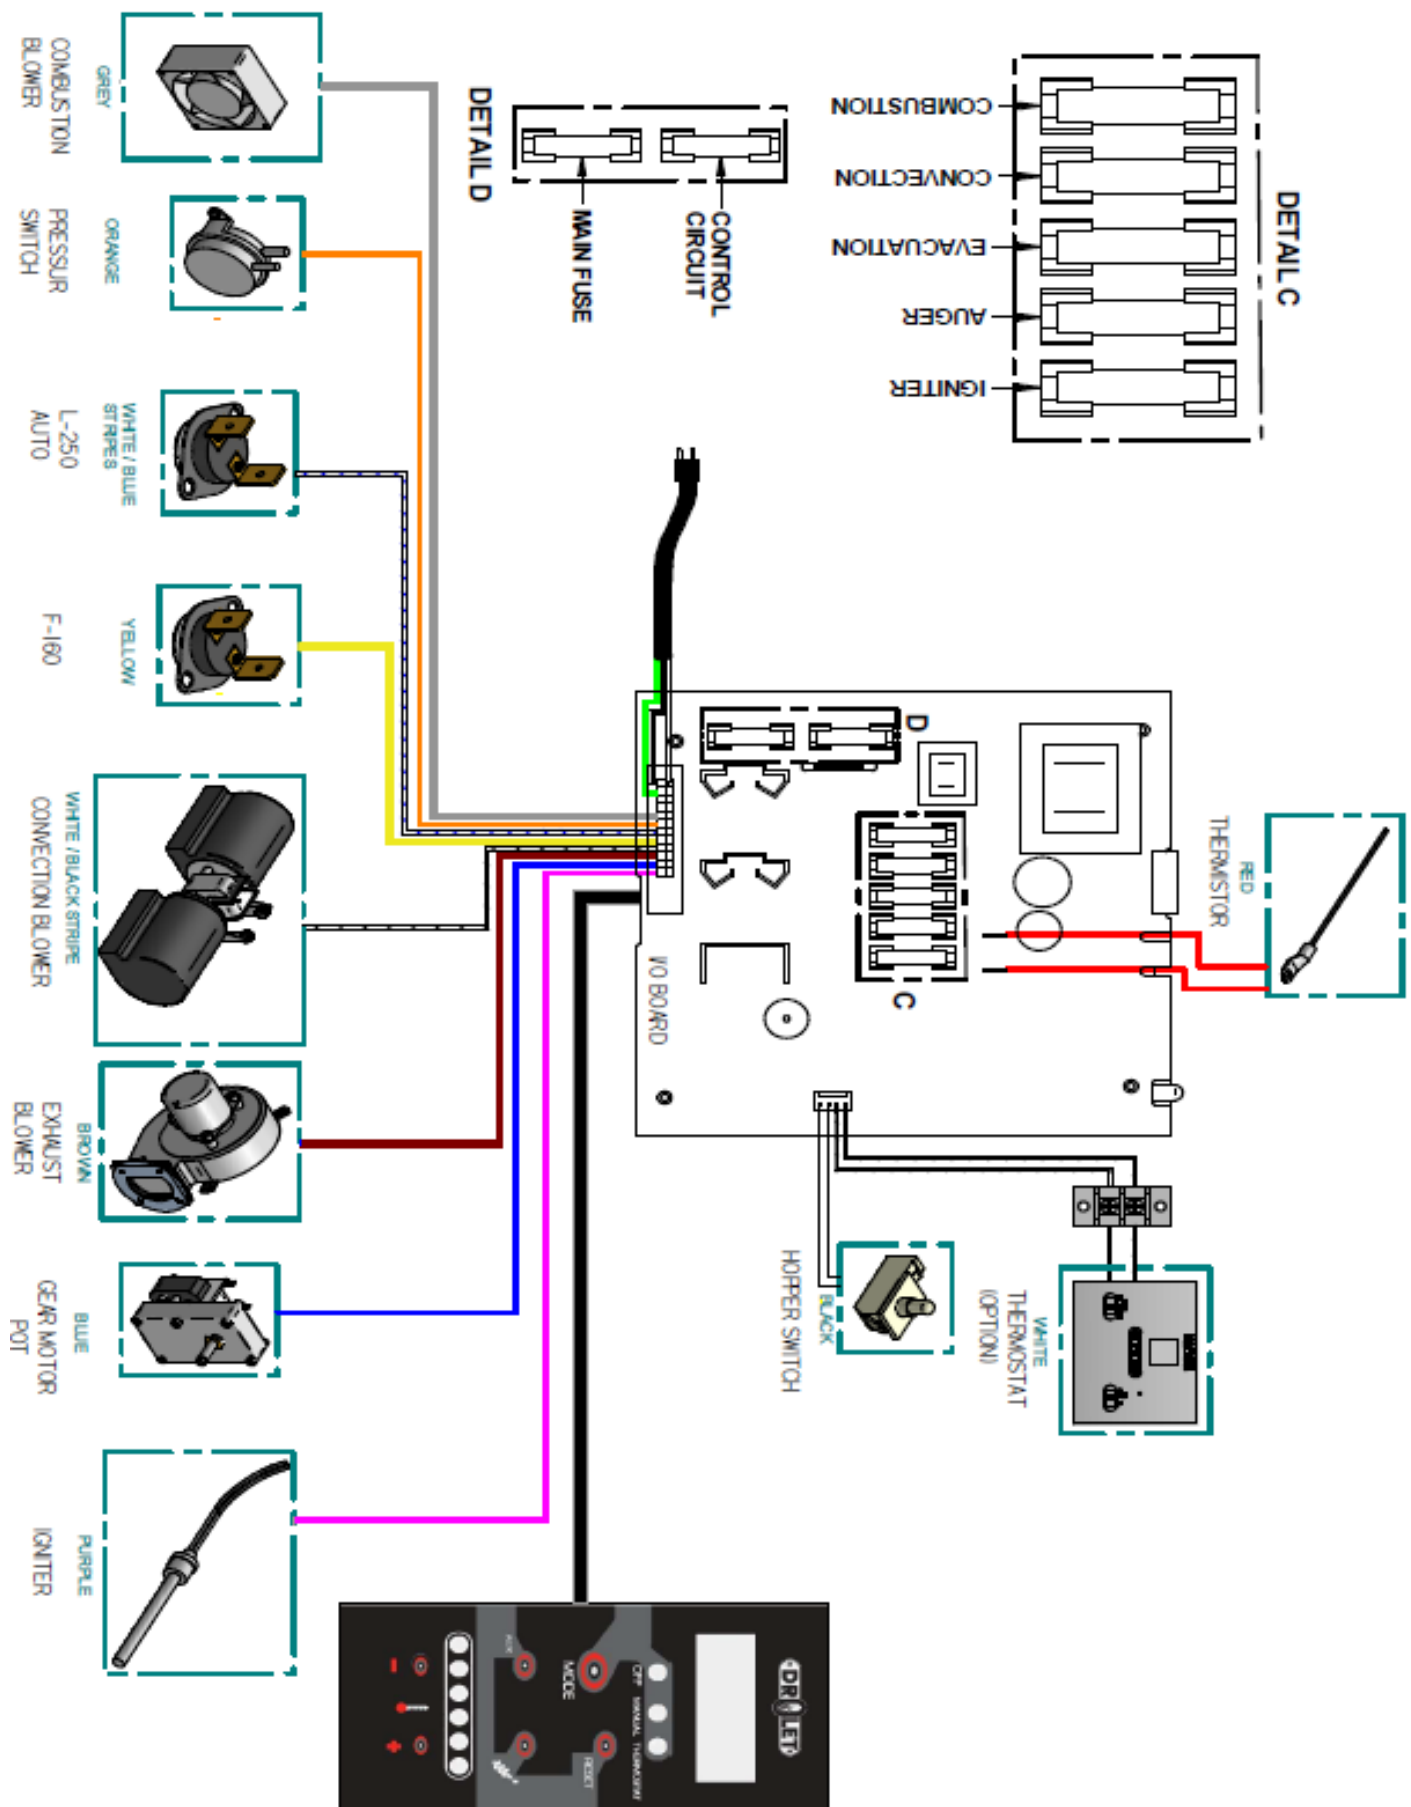 COMBUSTION
BLOWER
GREY
PRESSUR
SWITCH
ORANGE
L-250
AUTO
WHITE / BLUE
STRIPES
F-160
YELLOW
CONVECTION BLOWER
WHITE / BLACK STRIPE
EXHAUST
BLOWER
BROWN
GEAR MOTOR
POT
BLUE
IGNITER
PURPLE
DETAIL D
MAIN FUSE
CONTROL
CIRCUIT
DETAIL C
COMBUSTION
CONVECTION
EVACUATION
AUGER
IGNITER
D
C
I/O BOARD
THERMISTOR
RED
HOPPER SWITCH
BLACK
THERMOSTAT
(OPTION)
WHITE
DROLET
OFF
MANUAL
THERMOSTAT
MODE
RESET
AUX
- +